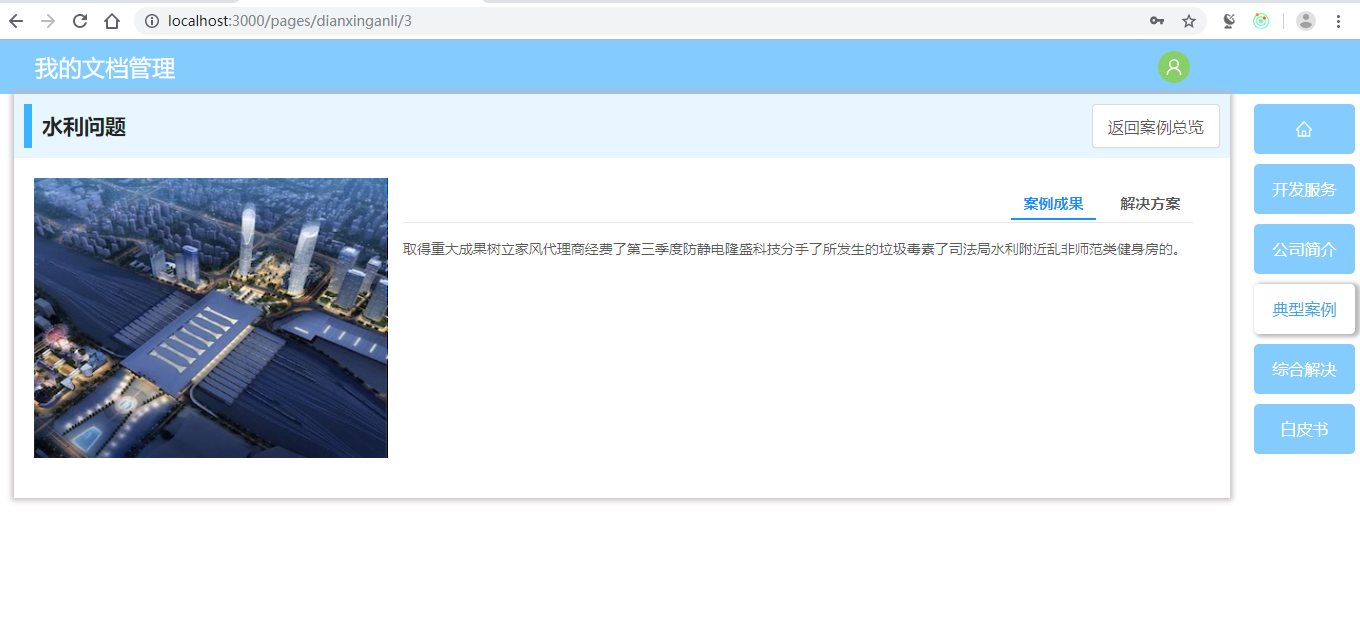 localhost:3000/pages/dianxinganli/3
我的文档管理
水利问题
返回案例总览
案例成果
解决方案
取得重大成果树立家风代理商经费了第三季度防静电隆盛科技分手了所发生的垃圾毒素了司法局水利附近乱非师范类健身房的。
开发服务
公司简介
典型案例
综合解决
白皮书